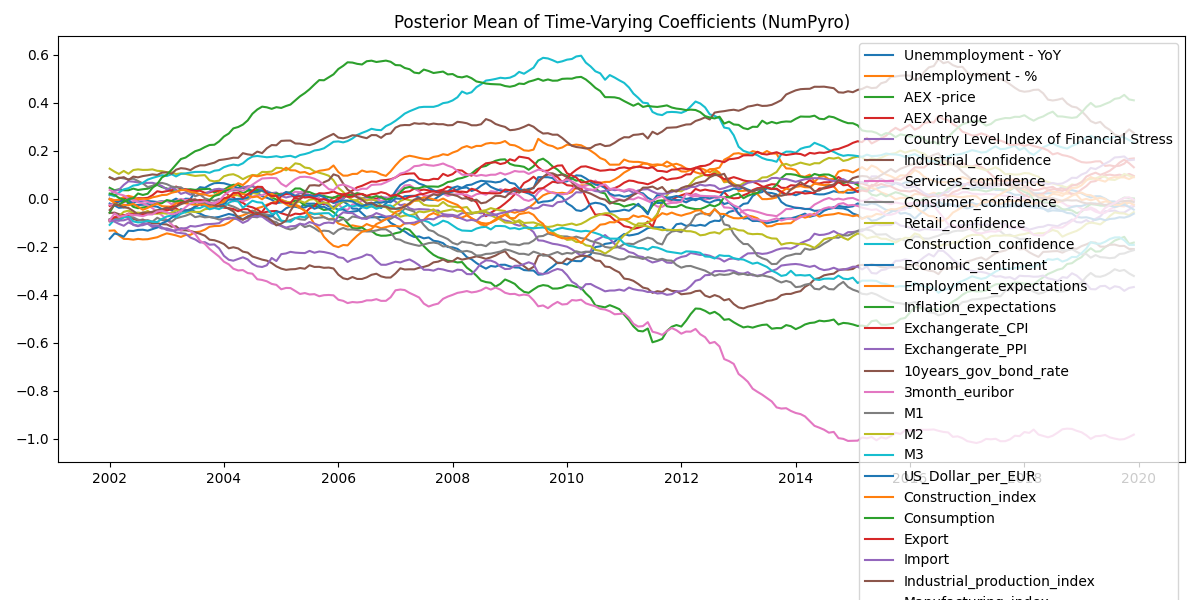 Posterior Mean of Time-Varying Coefficients (NumPyro)
0.6
0.4
0.2
0.0
−0.2
−0.4
−0.6
−0.8
−1.0
2002
2004
2006
2008
2010
2012
2014
2016
2018
2020
Unemmployment - YoY
Unemployment - %
AEX -price
AEX change
Country Level Index of Financial Stress
Industrial_confidence
Services_confidence
Consumer_confidence
Retail_confidence
Construction_confidence
Economic_sentiment
Employment_expectations
Inflation_expectations
Exchangerate_CPI
Exchangerate_PPI
10years_gov_bond_rate
3month_euribor
M1
M2
M3
US_Dollar_per_EUR
Construction_index
Consumption
Export
Import
Industrial_production_index
Manufacturing_index